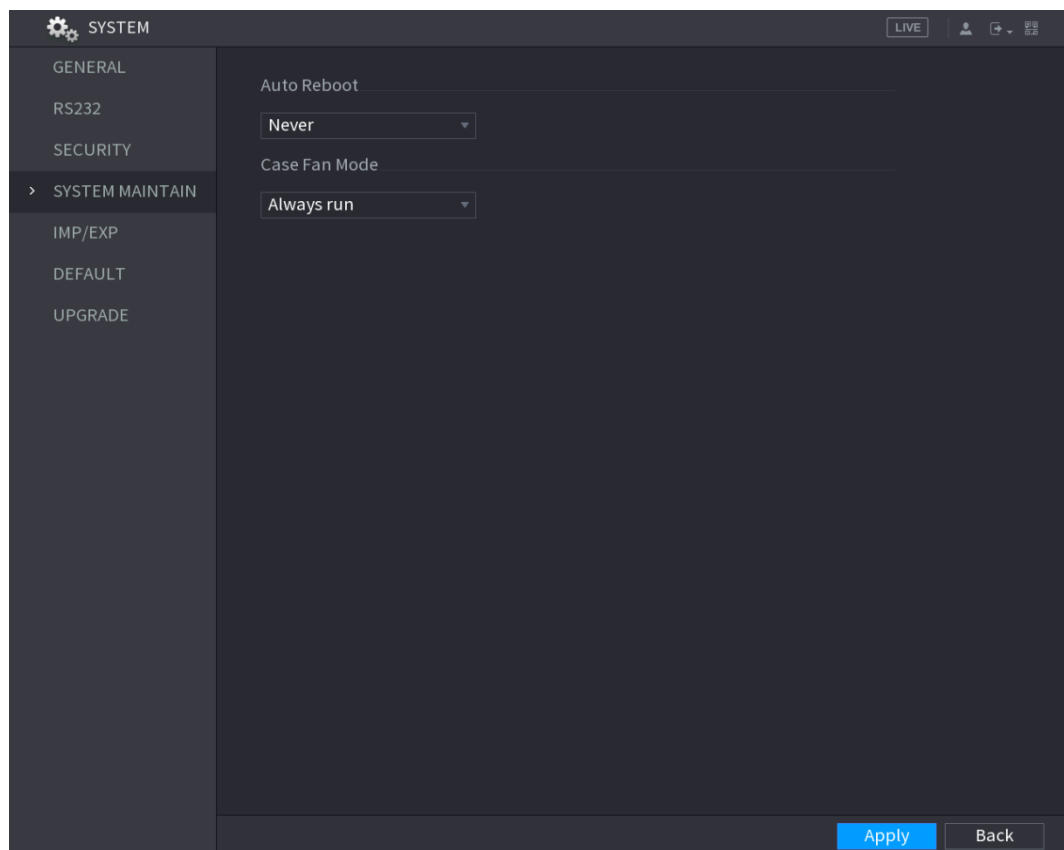 SYSTEM
LIVE
GENERAL
RS232
SECURITY
SYSTEM MAINTAIN
IMP/EXP
DEFAULT
UPGRADE
Auto Reboot
Never
Case Fan Mode
Always run
Apply
Back